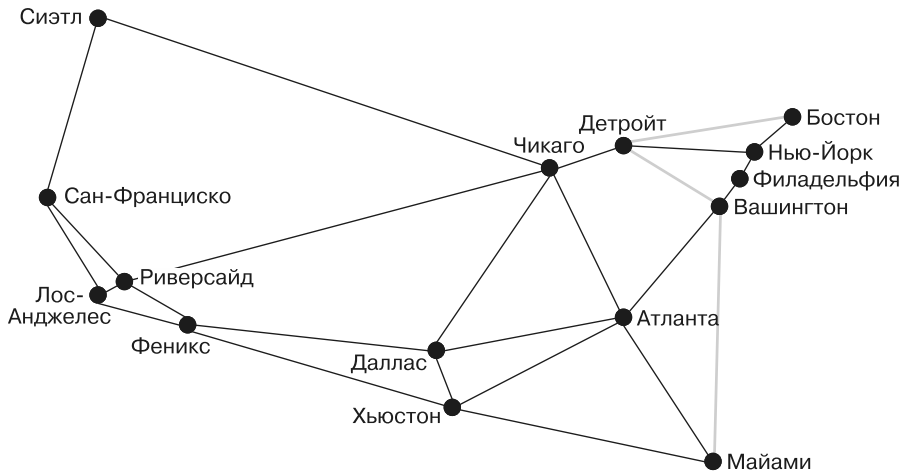 Сиэтл
Бостон
Детройт
Чикаго
Нью-Йорк
Филадельфия
Сан-Франциско
Вашингтон
Риверсайд
Лос-
Анджелес
Атланта
Феникс
Даллас
Хьюстон
Майами